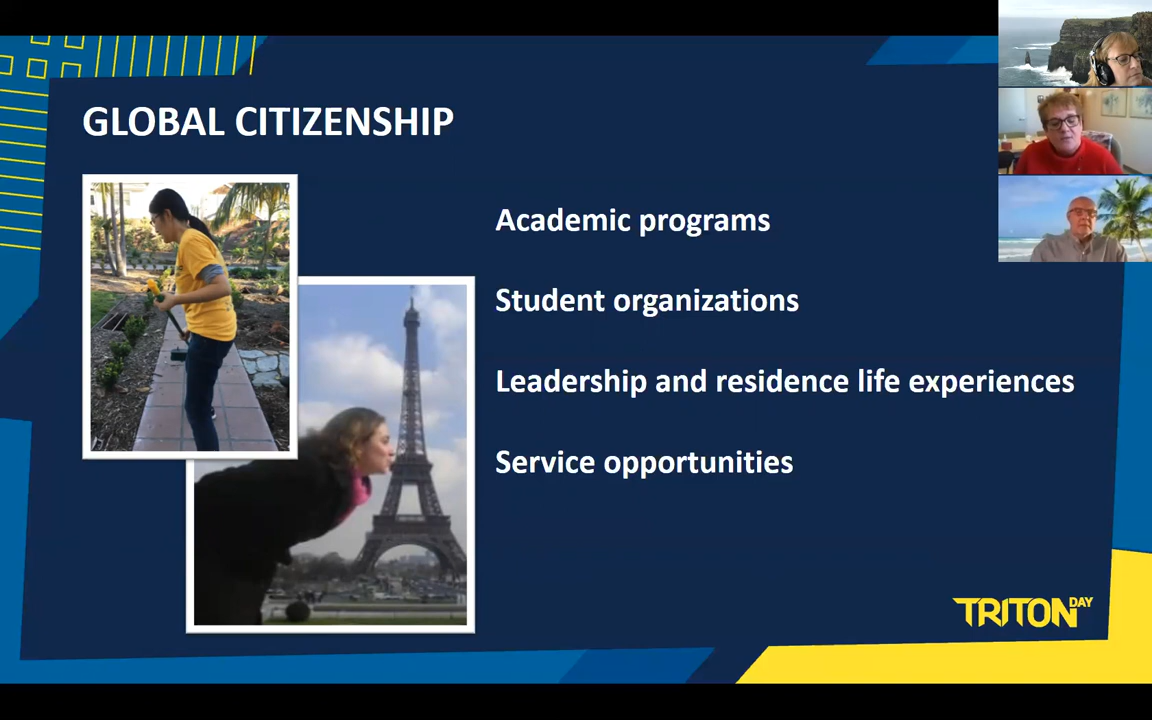 GLOBAL CITIZENSHIP
Academic programs
Student organizations
Leadership and residence life experiences
Service opportunities
TRITON DAY